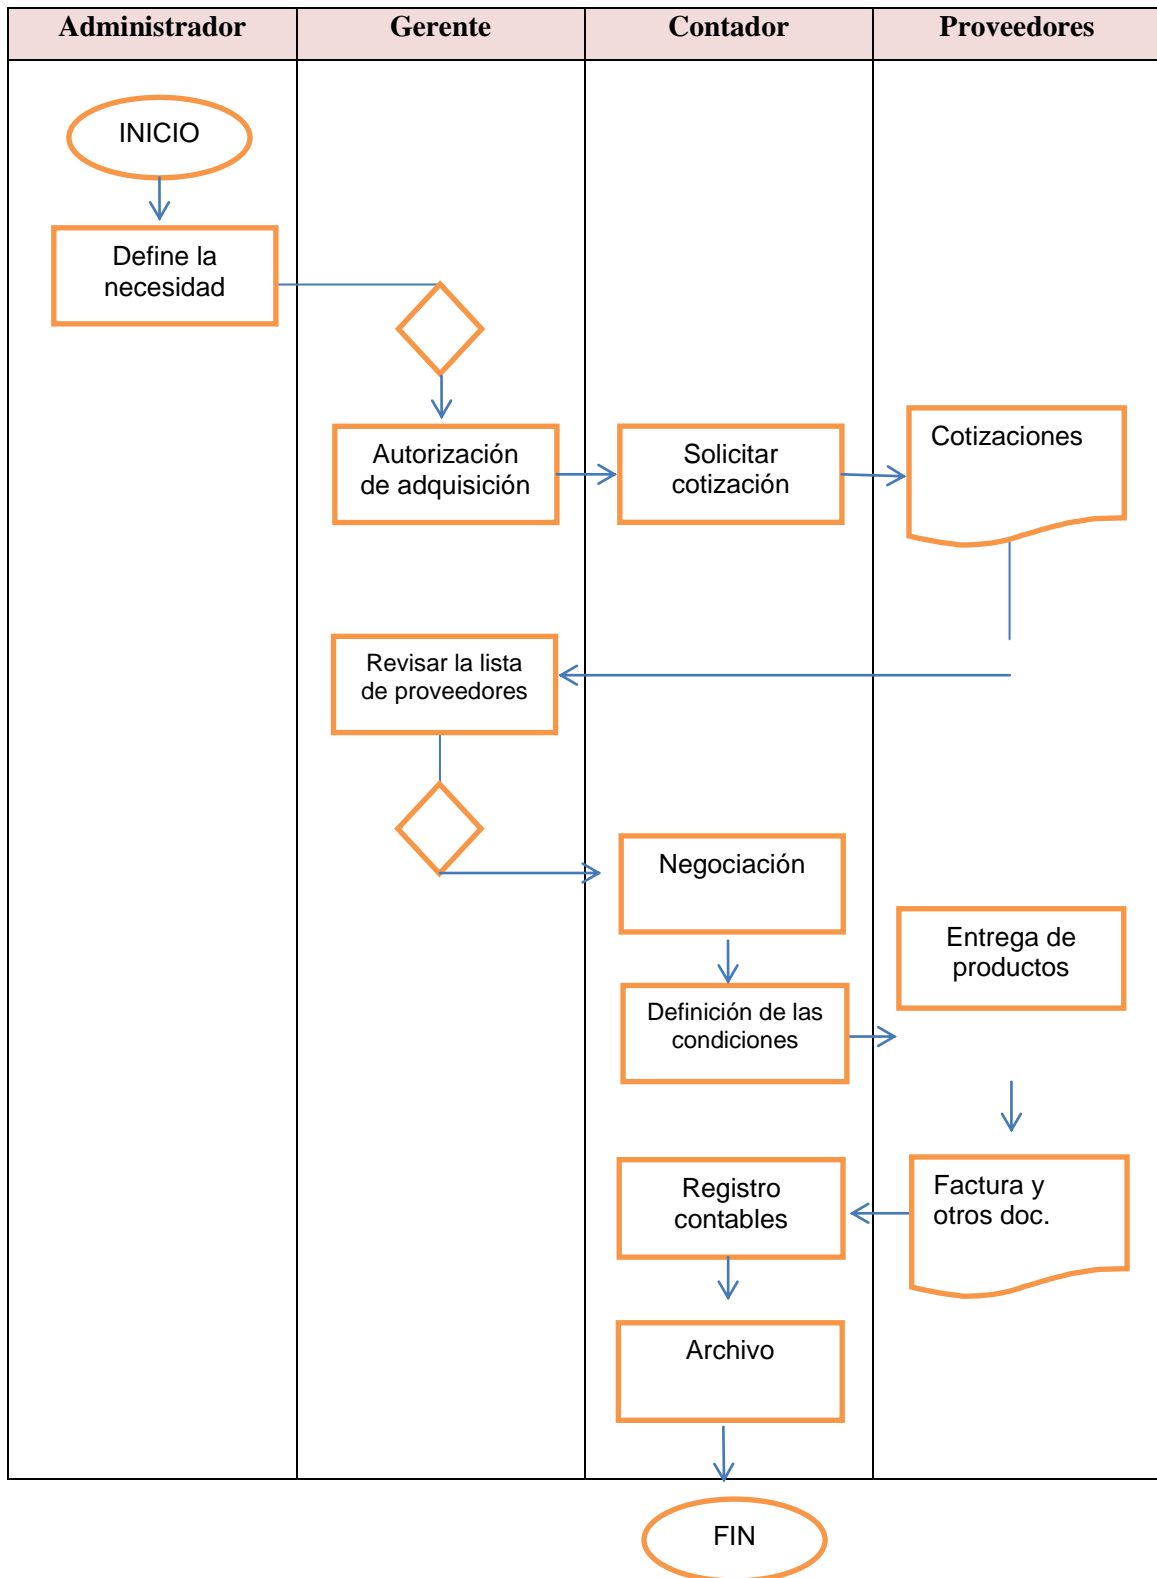 Administrador
Gerente
Contador
Proveedores
INICIO
Define la
necesidad
Autorización
de adquisición
Solicitar
cotización
Cotizaciones
Revisar la lista
de proveedores
Negociación
Entrega de
productos
Definición de las
condiciones
Registro
contables
Factura y
otros doc.
Archivo
FIN